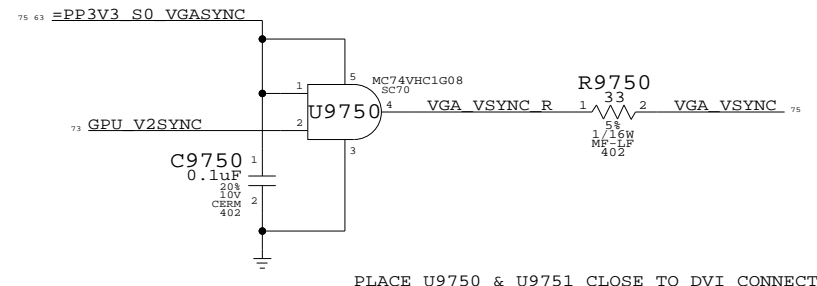 75 63 =PP3V3_S0_VGASYNC
5
MC74VHC1G08
SC70
1
U9750
4
VGA_VSYNC_R
R9750
33
1
2
VGA_VSYNC
75
5%
1/16W
MF-LF
402
73 GPU_V2SYNC
2
3
C9750
1
0.1uF
20%
10V
CERM
402
2
PLACE U9750 & U9751 CLOSE TO DVI CONNECT